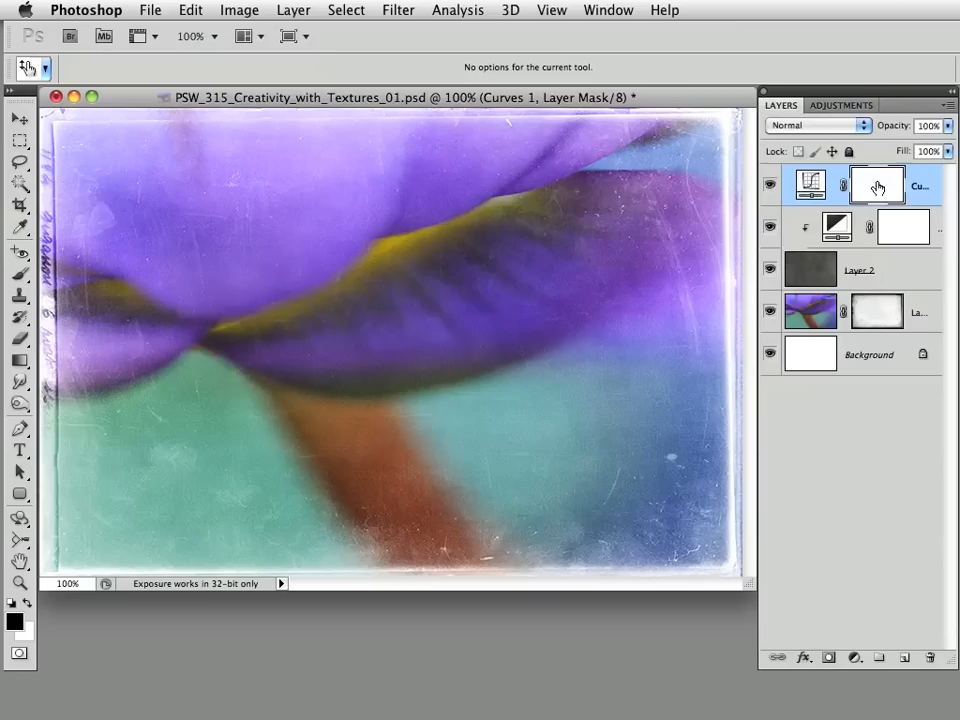 Photoshop File Edit Image Layer Select Filter Analysis 3D View Window Help
Ps Br Mb 100%
No options for the current tool.
PSW_315_Creativity_with_Textures_01.psd @ 100% (Curves 1, Layer Mask/8) *
LAYERS ADJUSTMENTS
Normal Opacity: 100%
Lock: Fill: 100%
Cu...
Layer 2
La...
Background
T
100% Exposure works in 32-bit only
fx